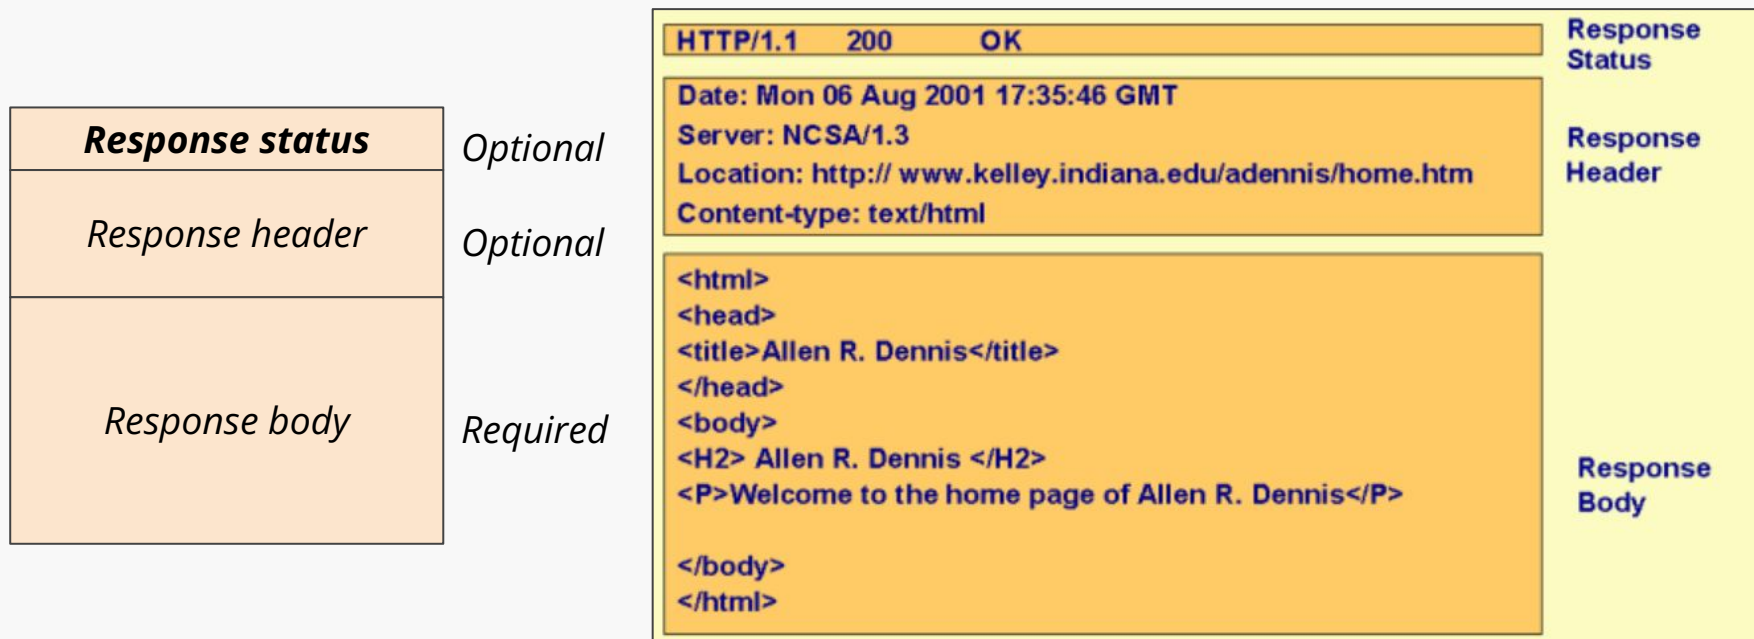 Response status
Optional
Response header
Optional
Response body
Required
HTTP/1.1 200 OK
Response
Status
Date: Mon 06 Aug 2001 17:35:46 GMT
Server: NCSA/1.3
Location: http:// www.kelley.indiana.edu/adennis/home.htm
Content-type: text/html
Response
Header
<html>
<head>
<title>Allen R. Dennis</title>
</head>
<body>
<H2> Allen R. Dennis </H2>
<P>Welcome to the home page of Allen R. Dennis</P>
</body>
</html>
Response
Body